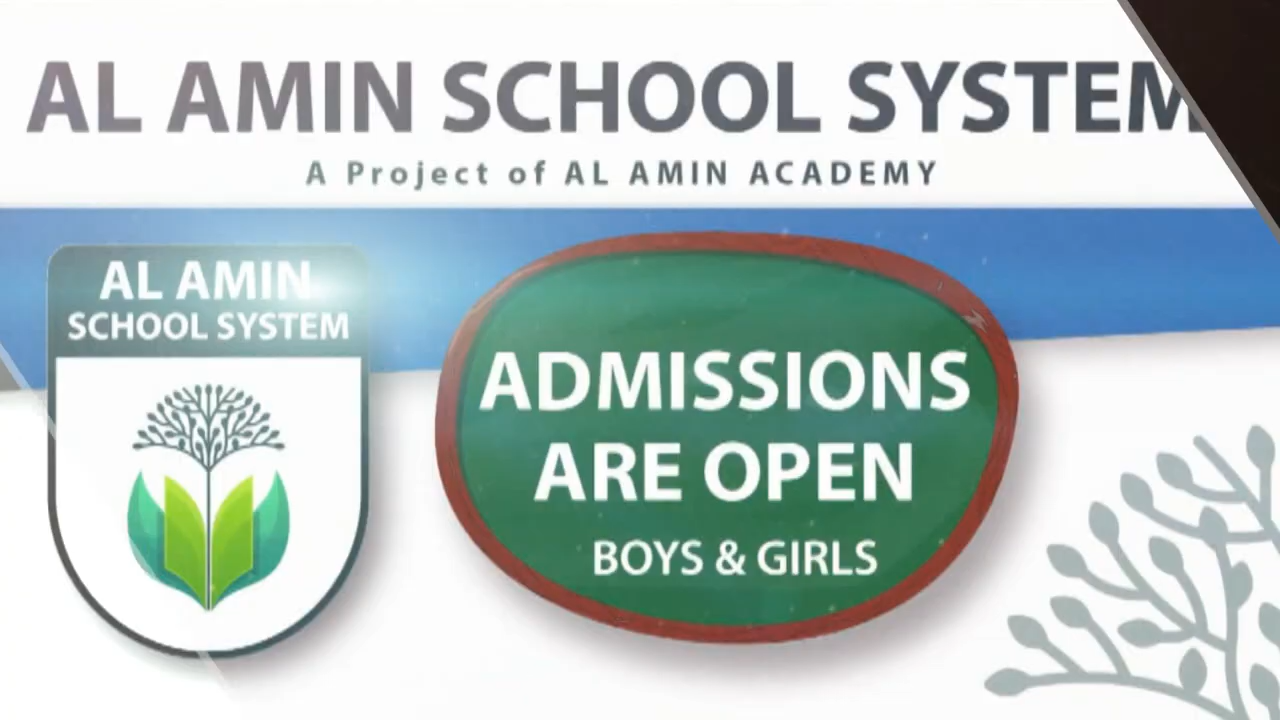 AL AMIN SCHOOL SYSTEM
A Project of AL AMIN ACADEMY
AL AMIN
SCHOOL SYSTEM
ADMISSIONS
ARE OPEN
BOYS & GIRLS